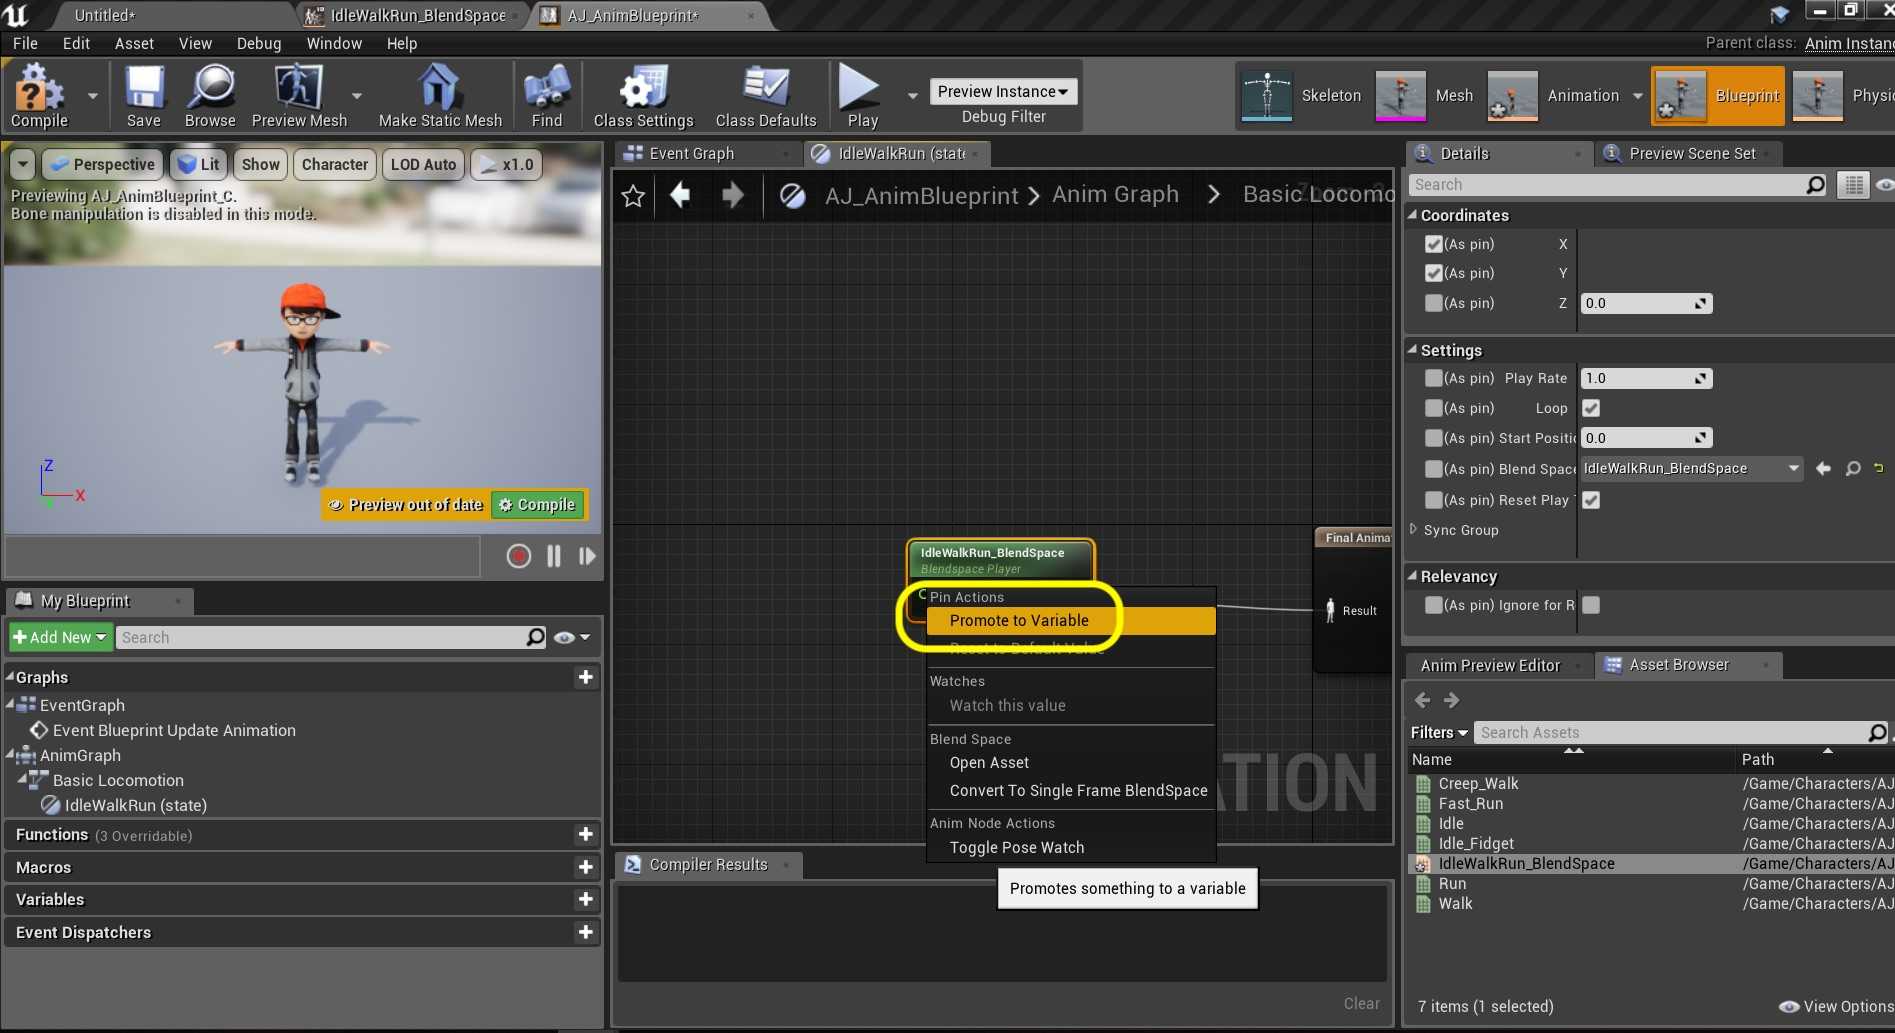 Untitled*
IdleWalkRun_BlendSpace
AJ_AnimBlueprint*
File Edit Asset View Debug Window Help
Parent class: Anim Instanc
Compile
Save
Browse
Preview Mesh
Make Static Mesh
Find
Class Settings
Class Defaults
Play
Preview Instance
Debug Filter
Skeleton
Mesh
Animation
Blueprint
Physic
Perspective
Lit
Show
Character
LOD Auto
x1.0
Previewing AJ_AnimBlueprint_C.
Bone manipulation is disabled in this mode.
Z
X
Preview out of date
Compile
My Blueprint
Add New
Search
Graphs
EventGraph
Event Blueprint Update Animation
AnimGraph
Basic Locomotion
IdleWalkRun (state)
Functions (3 Overridable)
Macros
Variables
Event Dispatchers
Event Graph
IdleWalkRun (state
AJ_AnimBlueprint > Anim Graph > Basic Locomo
IdleWalkRun_BlendSpace
Blendspace Player
Final Anima
Result
Pin Actions
Promote to Variable
Reset to Default Value
Watches
Watch this value
Blend Space
Open Asset
Convert To Single Frame BlendSpace
Anim Node Actions
Toggle Pose Watch
Promotes something to a variable
TION
Compiler Results
Clear
Details
Preview Scene Set
Search
Coordinates
(As pin) X
(As pin) Y
(As pin) Z 0.0
Settings
(As pin) Play Rate 1.0
(As pin) Loop
(As pin) Start Positic 0.0
(As pin) Blend Space IdleWalkRun_BlendSpace
(As pin) Reset Play T
Sync Group
Relevancy
(As pin) Ignore for R
Anim Preview Editor
Asset Browser
Filters
Search Assets
Name Path
Creep_Walk /Game/Characters/AJ
Fast_Run /Game/Characters/AJ
Idle /Game/Characters/AJ
Idle_Fidget /Game/Characters/AJ
IdleWalkRun_BlendSpace /Game/Characters/AJ
Run /Game/Characters/AJ
Walk /Game/Characters/AJ
7 items (1 selected)
View Options